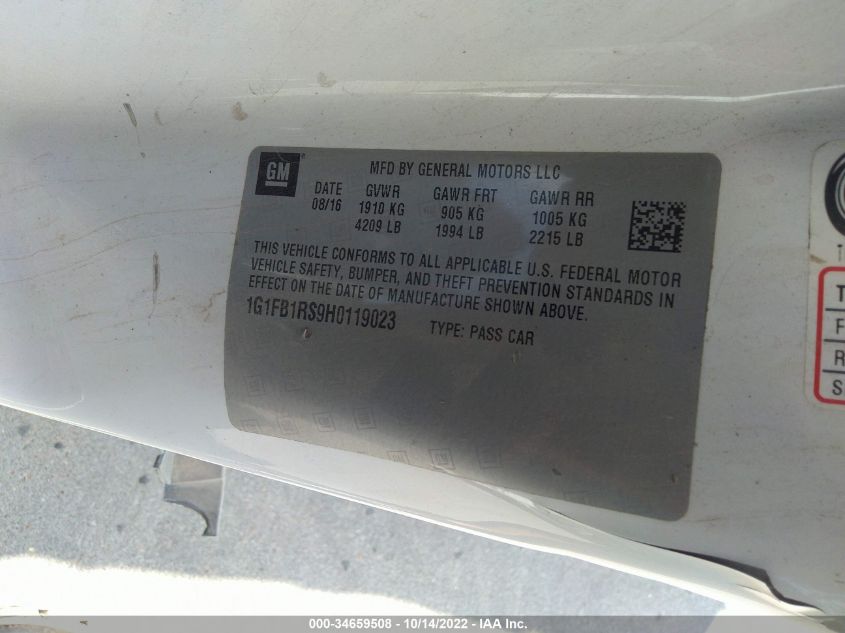 GM
MFD BY GENERAL MOTORS LLC
DATE GVWR GAWR FRT GAWR RR
08/16 1910 KG 905 KG 1005 KG
4209 LB 1994 LB 2215 LB
THIS VEHICLE CONFORMS TO ALL APPLICABLE U.S. FEDERAL MOTOR
VEHICLE SAFETY, BUMPER, AND THEFT PREVENTION STANDARDS IN
EFFECT ON THE DATE OF MANUFACTURE SHOWN ABOVE.
1G1FB1RS9H0119023 TYPE: PASS CAR
T
F
R
S
000-34659508 - 10/14/2022 - IAA Inc.